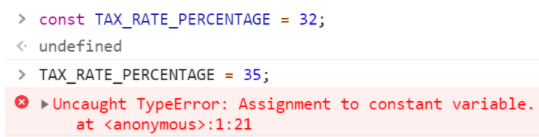 > const TAX_RATE_PERCENTAGE = 32;
< undefined
> TAX_RATE_PERCENTAGE = 35;
Uncaught TypeError: Assignment to constant variable.
at <anonymous>:1:21